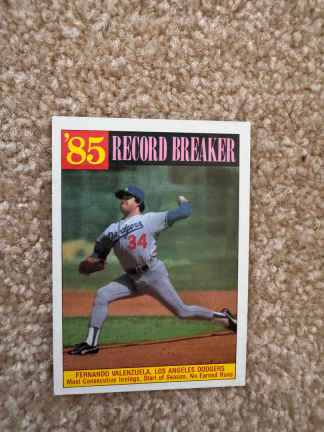 '85 RECORD BREAKER
Dodgers
34
FERNANDO VALENZUELA, LOS ANGELES DODGERS
Most Consecutive Innings, Start of Season, No Earned Runs